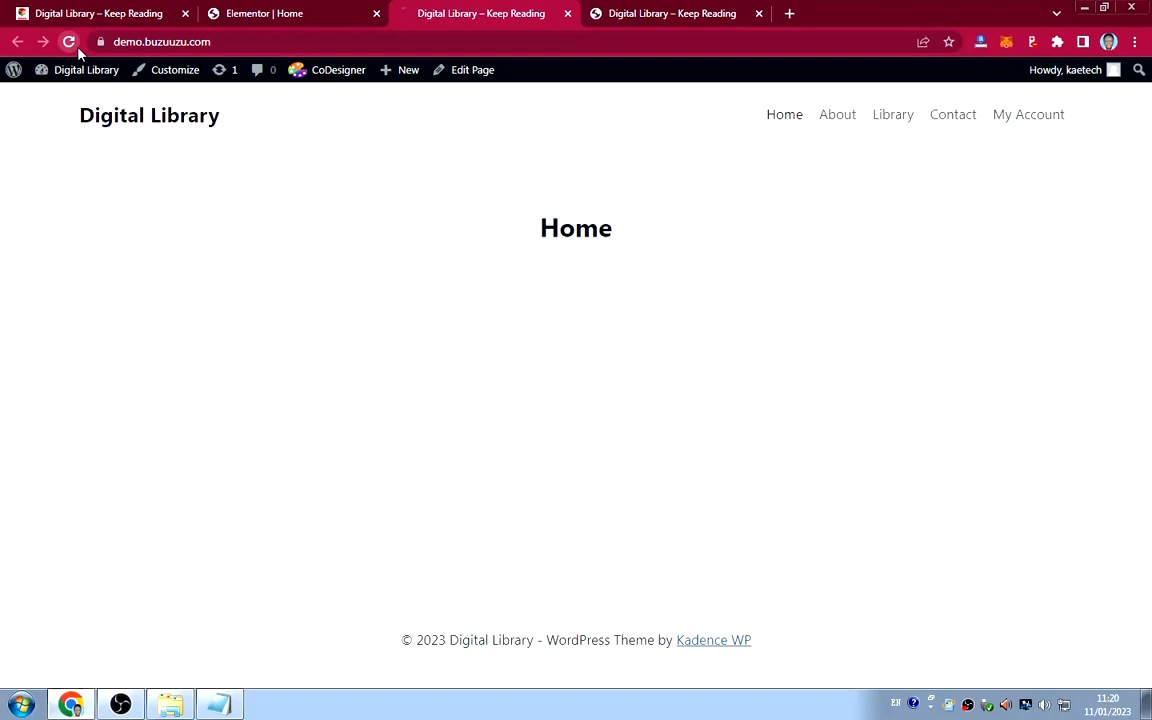 Digital Library – Keep Reading
Elementor | Home
Digital Library – Keep Reading
Digital Library – Keep Reading
demo.buzuuzu.com
Digital Library
Customize
1
0
CoDesigner
New
Edit Page
Howdy, kaetech
Digital Library
Home
About
Library
Contact
My Account
Home
© 2023 Digital Library - WordPress Theme by Kadence WP
EN
11:20
11/01/2023